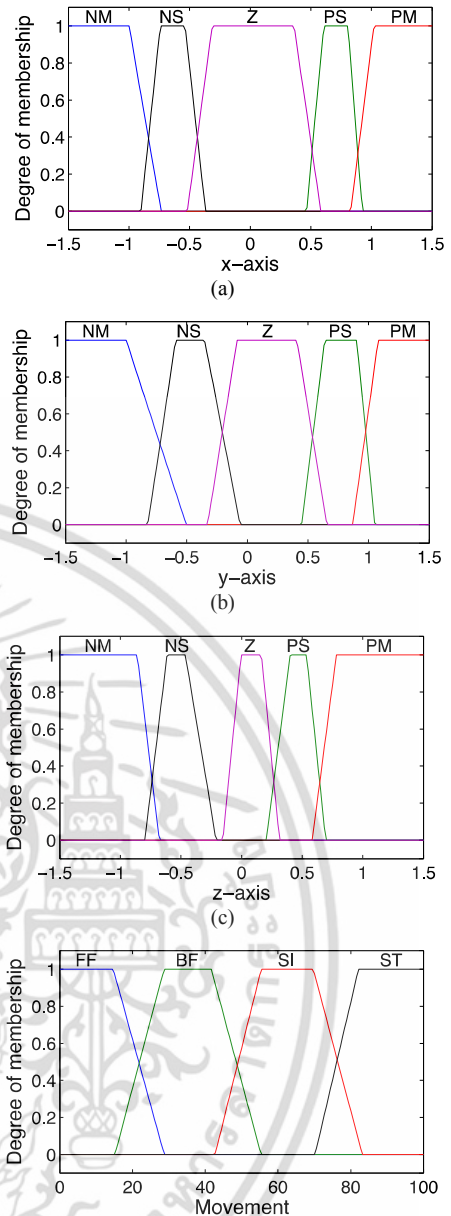 NM NS Z PS PM
1
0.8
0.6
0.4
0.2
0
Degree of membership
−1.5 −1 −0.5 0 0.5 1 1.5
x−axis
(a)
NM NS Z PS PM
1
0.8
0.6
0.4
0.2
0
Degree of membership
−1.5 −1 −0.5 0 0.5 1 1.5
y−axis
(b)
NM NS Z PS PM
1
0.8
0.6
0.4
0.2
0
Degree of membership
−1.5 −1 −0.5 0 0.5 1 1.5
z−axis
(c)
FF BF SI ST
1
0.8
0.6
0.4
0.2
0
Degree of membership
0 20 40 60 80 100
Movement